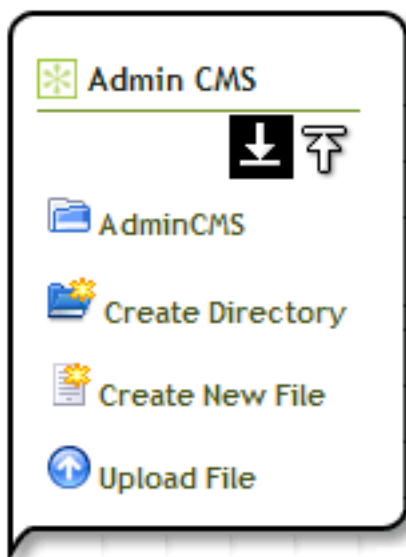 Admin CMS
AdminCMS
Create Directory
Create New File
Upload File